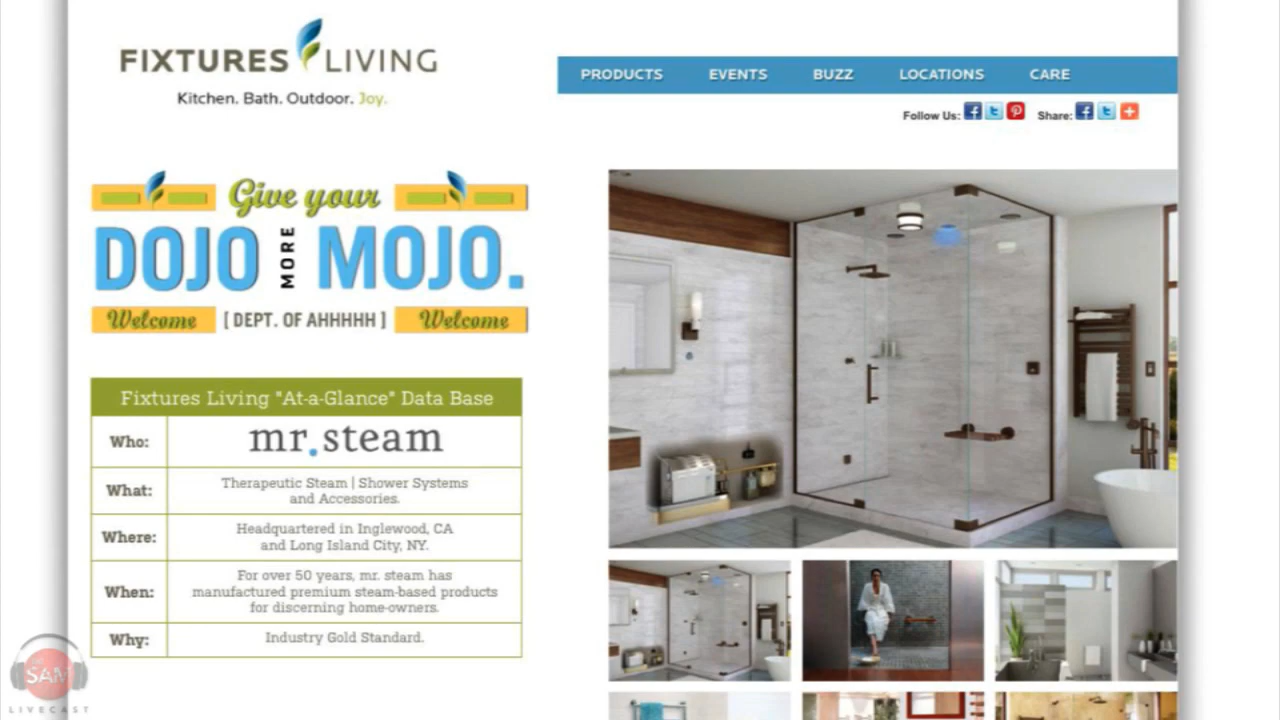 FIXTURES LIVING
Kitchen. Bath. Outdoor. Joy.
PRODUCTS EVENTS BUZZ LOCATIONS CARE
Follow Us: Share:
Give your
DOJO MORE MOJO.
Welcome [ DEPT. OF AHHHHH ] Welcome
Fixtures Living "At-a-Glance" Data Base
Who: mr.steam
What: Therapeutic Steam | Shower Systems
and Accessories.
Where: Headquartered in Inglewood, CA
and Long Island City, NY.
When: For over 50 years, mr. steam has
manufactured premium steam-based products
for discerning home-owners.
Why: Industry Gold Standard.
SAM
LIVECAST